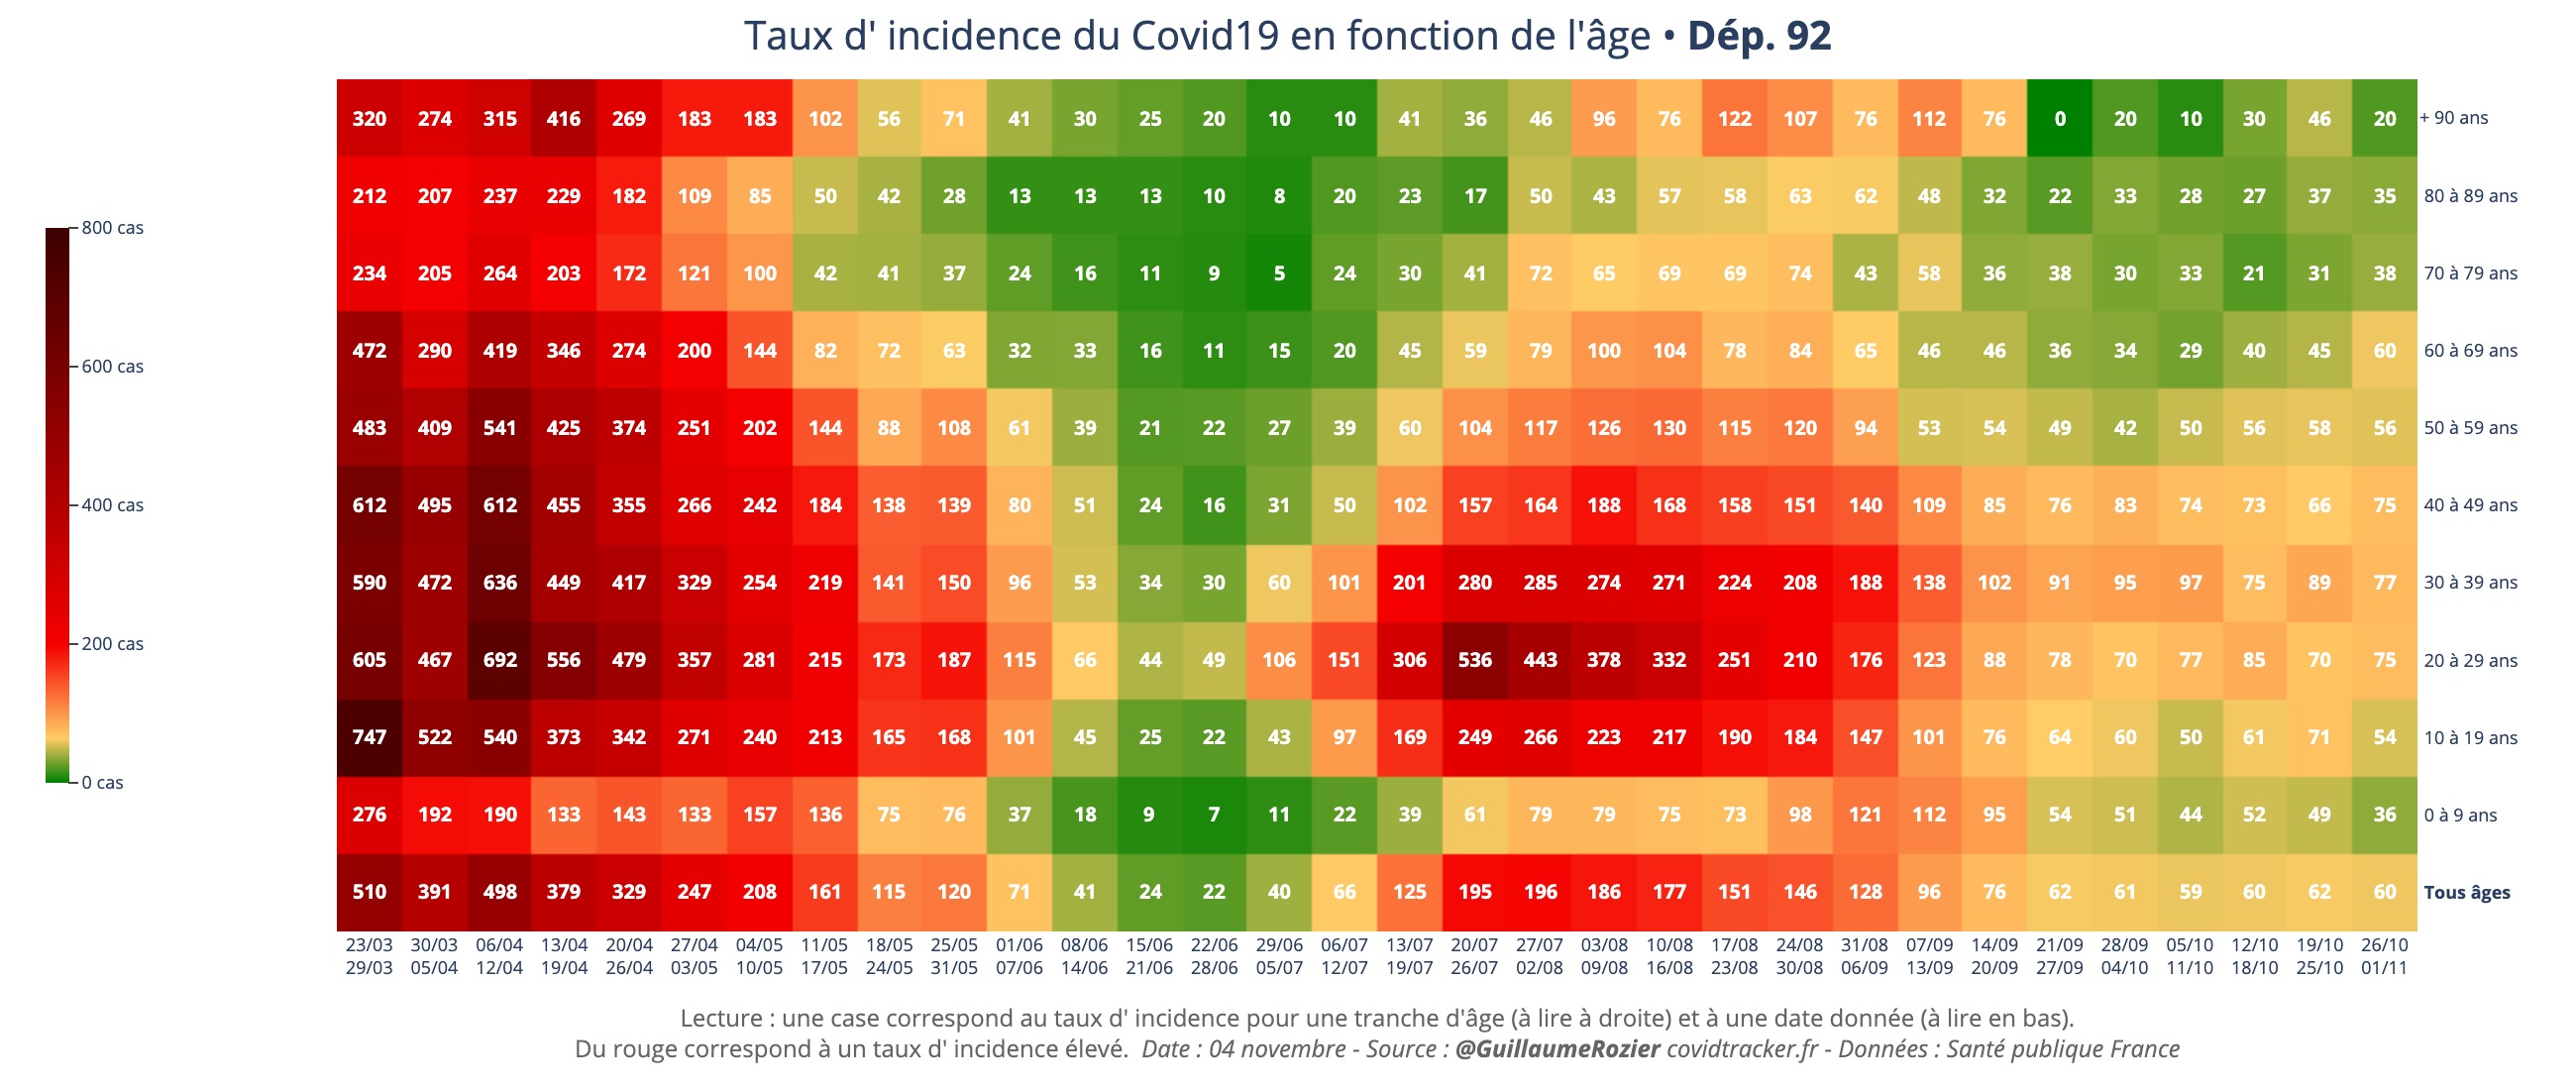 Taux d' incidence du Covid19 en fonction de l'âge • Dép. 92
800 cas
600 cas
400 cas
200 cas
0 cas
320 274 315 416 269 183 183 102 56 71 41 30 25 20 10 10 41 36 46 96 76 122 107 76 112 76 0 20 10 30 46 20 + 90 ans
212 207 237 229 182 109 85 50 42 28 13 13 13 10 8 20 23 17 50 43 57 58 63 62 48 32 22 33 28 27 37 35 80 à 89 ans
234 205 264 203 172 121 100 42 41 37 24 16 11 9 5 24 30 41 72 65 69 69 74 43 58 36 38 30 33 21 31 38 70 à 79 ans
472 290 419 346 274 200 144 82 72 63 32 33 16 11 15 20 45 59 79 100 104 78 84 65 46 46 36 34 29 40 45 60 60 à 69 ans
483 409 541 425 374 251 202 144 88 108 61 39 21 22 27 39 60 104 117 126 130 115 120 94 53 54 49 42 50 56 58 56 50 à 59 ans
612 495 612 455 355 266 242 184 138 139 80 51 24 16 31 50 102 157 164 188 168 158 151 140 109 85 76 83 74 73 66 75 40 à 49 ans
590 472 636 449 417 329 254 219 141 150 96 53 34 30 60 101 201 280 285 274 271 224 208 188 138 102 91 95 97 75 89 77 30 à 39 ans
605 467 692 556 479 357 281 215 173 187 115 66 44 49 106 151 306 536 443 378 332 251 210 176 123 88 78 70 77 85 70 75 20 à 29 ans
747 522 540 373 342 271 240 213 165 168 101 45 25 22 43 97 169 249 266 223 217 190 184 147 101 76 64 60 50 61 71 54 10 à 19 ans
276 192 190 133 143 133 157 136 75 76 37 18 9 7 11 22 39 61 79 79 75 73 98 121 112 95 54 51 44 52 49 36 0 à 9 ans
510 391 498 379 329 247 208 161 115 120 71 41 24 22 40 66 125 195 196 186 177 151 146 128 96 76 62 61 59 60 62 60 Tous âges
23/03 30/03 06/04 13/04 20/04 27/04 04/05 11/05 18/05 25/05 01/06 08/06 15/06 22/06 29/06 06/07 13/07 20/07 27/07 03/08 10/08 17/08 24/08 31/08 07/09 14/09 21/09 28/09 05/10 12/10 19/10 26/10
29/03 05/04 12/04 19/04 26/04 03/05 10/05 17/05 24/05 31/05 07/06 14/06 21/06 28/06 05/07 12/07 19/07 26/07 02/08 09/08 16/08 23/08 30/08 06/09 13/09 20/09 27/09 04/10 11/10 18/10 25/10 01/11
Lecture : une case correspond au taux d' incidence pour une tranche d'âge (à lire à droite) et à une date donnée (à lire en bas).
Du rouge correspond à un taux d' incidence élevé. Date : 04 novembre - Source : @GuillaumeRozier covidtracker.fr - Données : Santé publique France